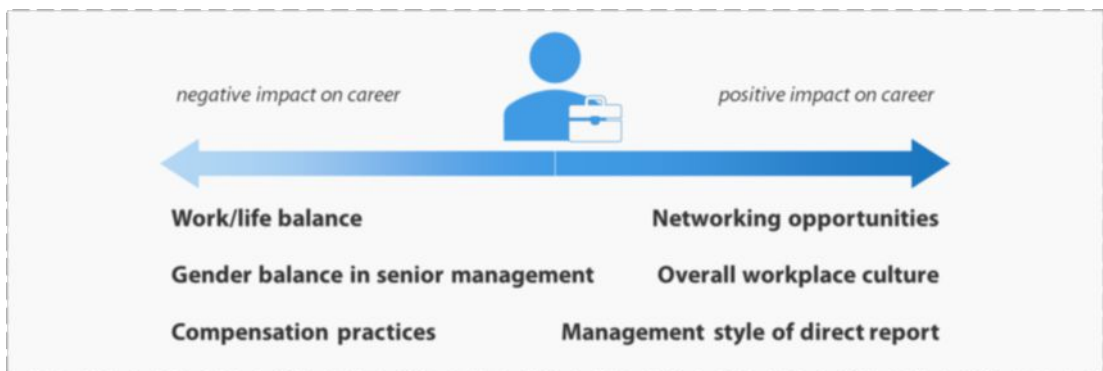 negative impact on career
positive impact on career
Work/life balance
Networking opportunities
Gender balance in senior management
Overall workplace culture
Compensation practices
Management style of direct report